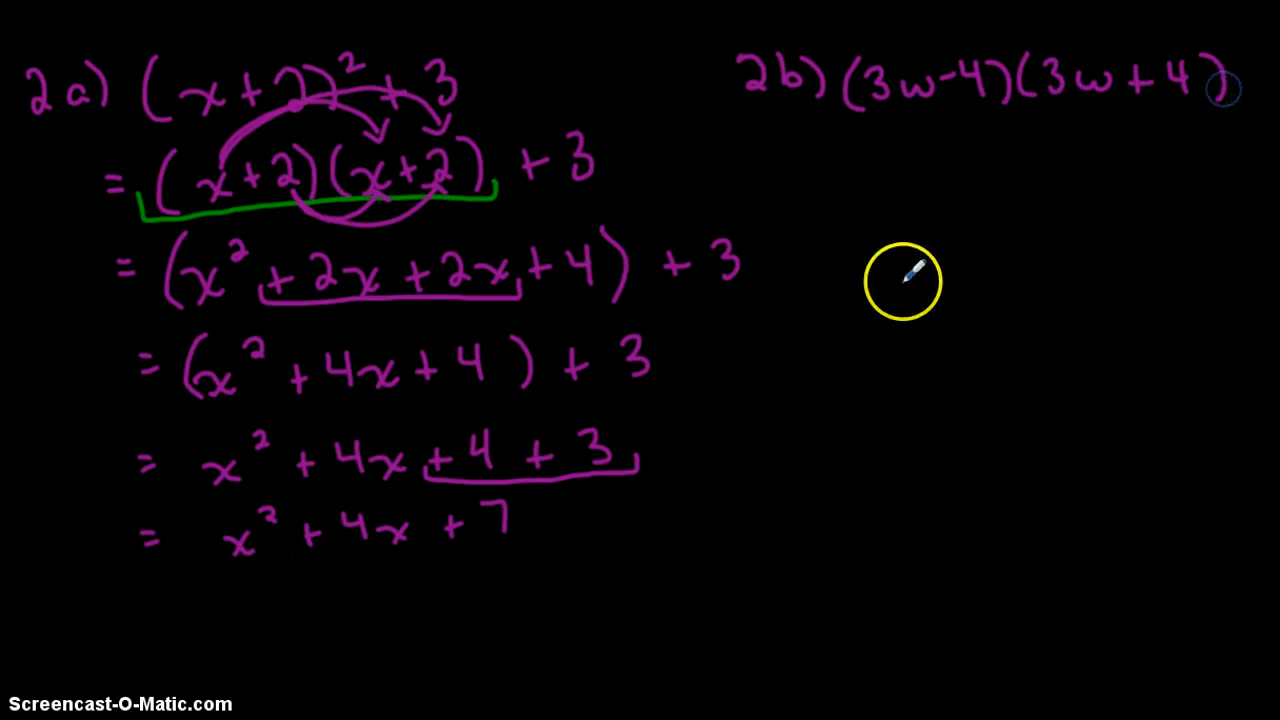 2a) (x+2)² + 3
= (x+2)(x+2) + 3
= (x² + 2x + 2x + 4) + 3
= (x² + 4x + 4) + 3
= x² + 4x + 4 + 3
= x² + 4x + 7
2b) (3w-4)(3w+4)
Screencast-O-Matic.com